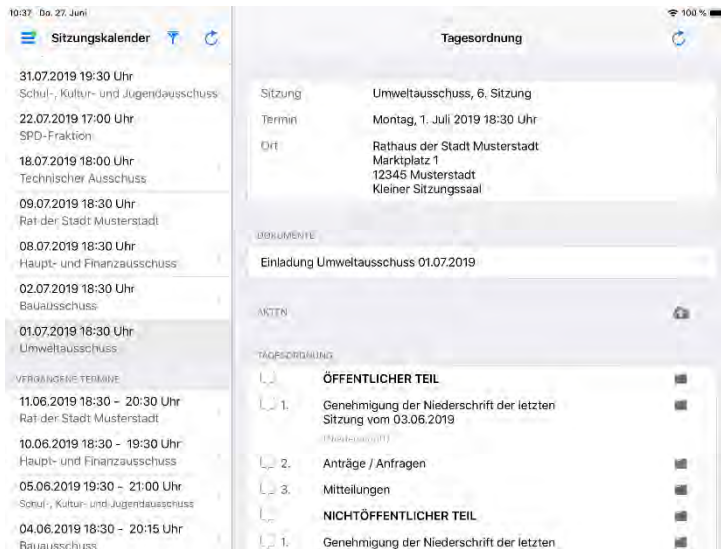 10:37 Do. 27. Juni
100 %
Sitzungskalender
Tagesordnung
31.07.2019 19:30 Uhr
Schul-, Kultur- und Jugendausschuss
22.07.2019 17:00 Uhr
SPD-Fraktion
18.07.2019 18:00 Uhr
Technischer Ausschuss
09.07.2019 18:30 Uhr
Rat der Stadt Musterstadt
08.07.2019 18:30 Uhr
Haupt- und Finanzausschuss
02.07.2019 18:30 Uhr
Bauausschuss
01.07.2019 18:30 Uhr
Umweltausschuss
VERGANGENE TERMINE
11.06.2019 18:30 - 20:30 Uhr
Rat der Stadt Musterstadt
10.06.2019 18:30 - 19:30 Uhr
Haupt- und Finanzausschuss
05.06.2019 19:30 - 21:00 Uhr
Schul-, Kultur- und Jugendausschuss
04.06.2019 18:30 - 20:15 Uhr
Bauausschuss
Sitzung Umweltausschuss, 6. Sitzung
Termin Montag, 1. Juli 2019 18:30 Uhr
Ort Rathaus der Stadt Musterstadt
Marktplatz 1
12345 Musterstadt
Kleiner Sitzungssaal
DOKUMENTE
Einladung Umweltausschuss 01.07.2019
AKTEN
TAGESORDNUNG
ÖFFENTLICHER TEIL
1. Genehmigung der Niederschrift der letzten
Sitzung vom 03.06.2019
(Niederschrift)
2. Anträge / Anfragen
3. Mitteilungen
NICHTÖFFENTLICHER TEIL
1. Genehmigung der Niederschrift der letzten